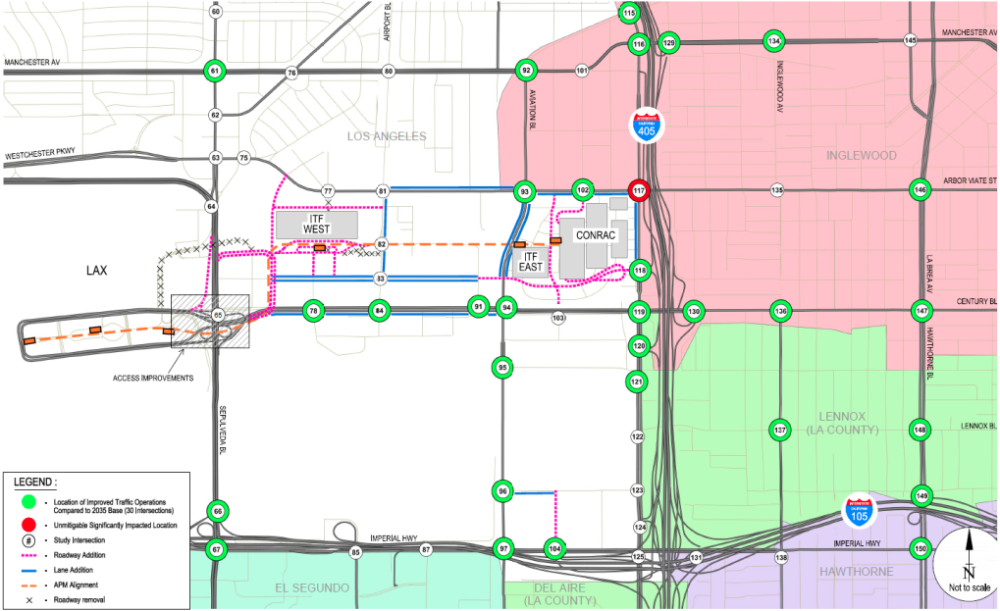 60
AIRPORT BL
115
116
129
134
145
MANCHESTER AV
MANCHESTER AV
61
76
80
92
101
INGLEWOOD AV
AVIATION BL
62
LOS ANGELES
INTERSTATE
CALIFORNIA
405
INGLEWOOD
WESTCHESTER PKWY
63
75
77
81
93
102
117
135
146
ARBOR VIATE ST
64
ITF
WEST
82
CONRAC
ITF
EAST
LAX
83
118
LA BREA AV
65
78
84
91
94
103
119
130
136
147
CENTURY BL
HAWTHORNE BL
120
ACCESS IMPROVEMENTS
95
121
SEPULVEDA BL
LENNOX
(LA COUNTY)
122
137
148
LENNOX BL
LEGEND :
- Location of Improved Traffic Operations
Compared to 2035 Base (30 Intersections)
- Unmitigable Significantly Impacted Location
# - Study Intersection
- Roadway Addition
- Lane Addition
- APM Alignment
- Roadway removal
96
123
149
66
INTERSTATE
CALIFORNIA
105
124
67
85
IMPERIAL HWY
87
97
104
125
131
138
IMPERIAL HWY
150
EL SEGUNDO
DEL AIRE
(LA COUNTY)
HAWTHORNE
N
Not to scale